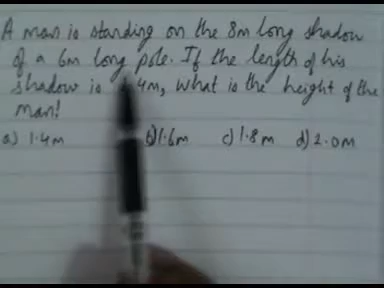 A man is standing on the 8m long shadow
of a 6m long pole. If the length of his
shadow is 4m, what is the height of the
man!
a) 1.4m b) 1.6m c) 1.8m d) 2.0m